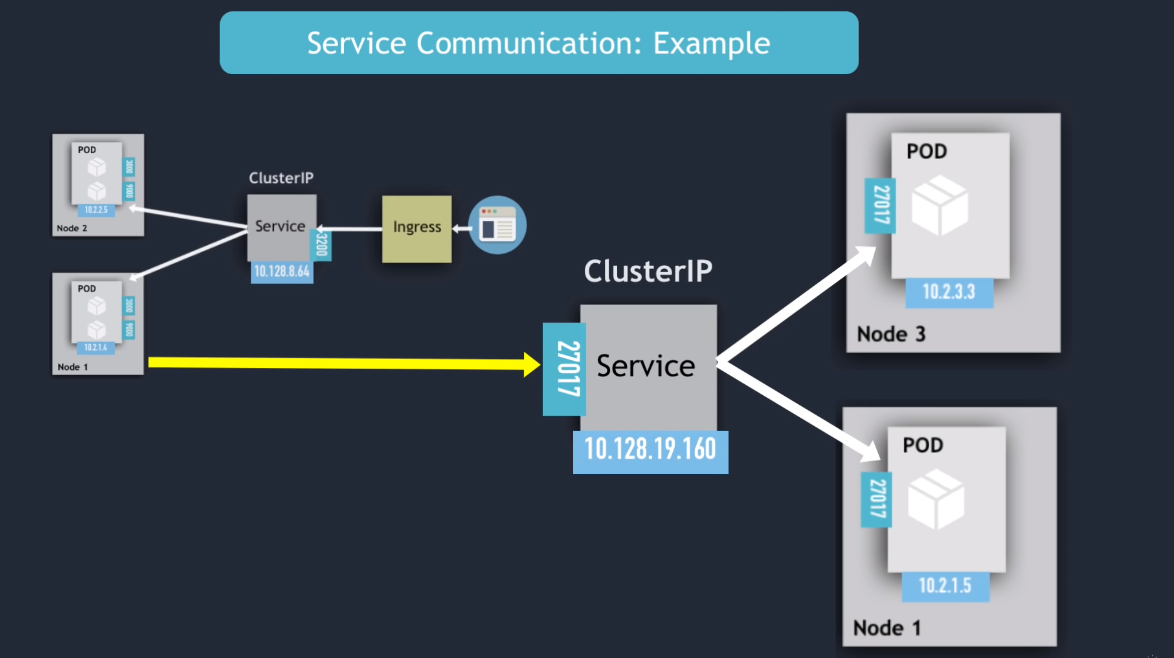 Service Communication: Example
POD
3000
9000
10.2.2.5
Node 2
ClusterIP
Service
3200
10.128.8.64
Ingress
POD
3000
9000
10.2.1.4
Node 1
ClusterIP
27017
Service
10.128.19.160
POD
27017
10.2.3.3
Node 3
POD
27017
10.2.1.5
Node 1